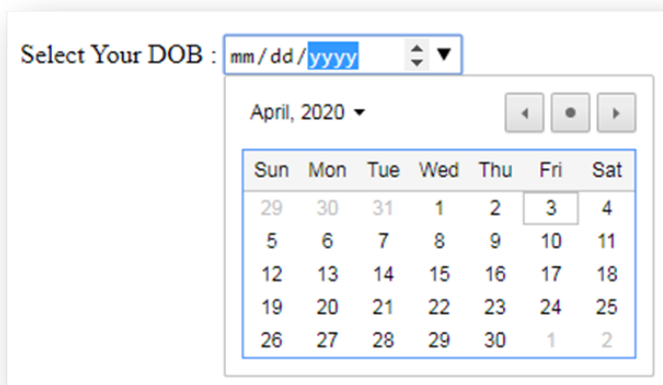 Select Your DOB : mm/dd/yyyy
April, 2020
Sun Mon Tue Wed Thu Fri Sat
29 30 31 1 2 3 4
5 6 7 8 9 10 11
12 13 14 15 16 17 18
19 20 21 22 23 24 25
26 27 28 29 30 1 2